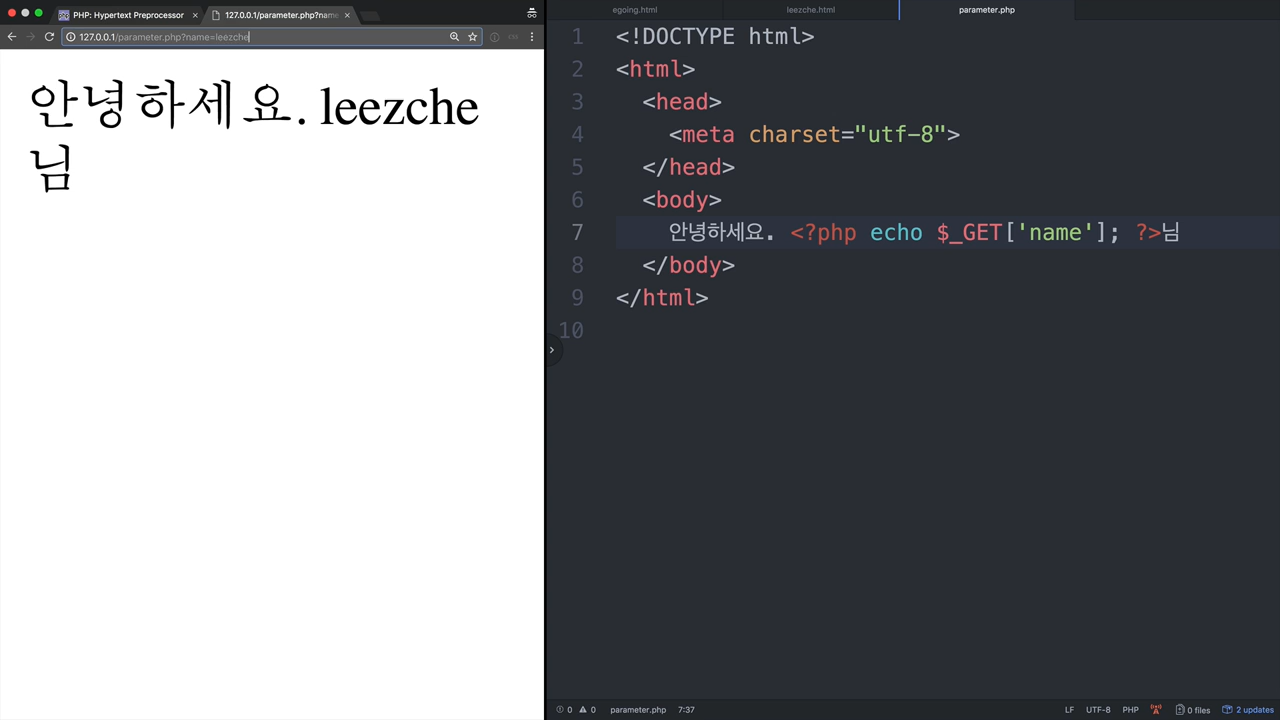 PHP: Hypertext Preprocessor
127.0.0.1/parameter.php?name
127.0.0.1/parameter.php?name=leezche
안녕하세요. leezche
님
egoing.html
leezche.html
parameter.php
1 <!DOCTYPE html>
2 <html>
3 <head>
4 <meta charset="utf-8">
5 </head>
6 <body>
7 안녕하세요. <?php echo $_GET['name']; ?>님
8 </body>
9 </html>
10
0 0 parameter.php 7:37
LF UTF-8 PHP 0 files 2 updates